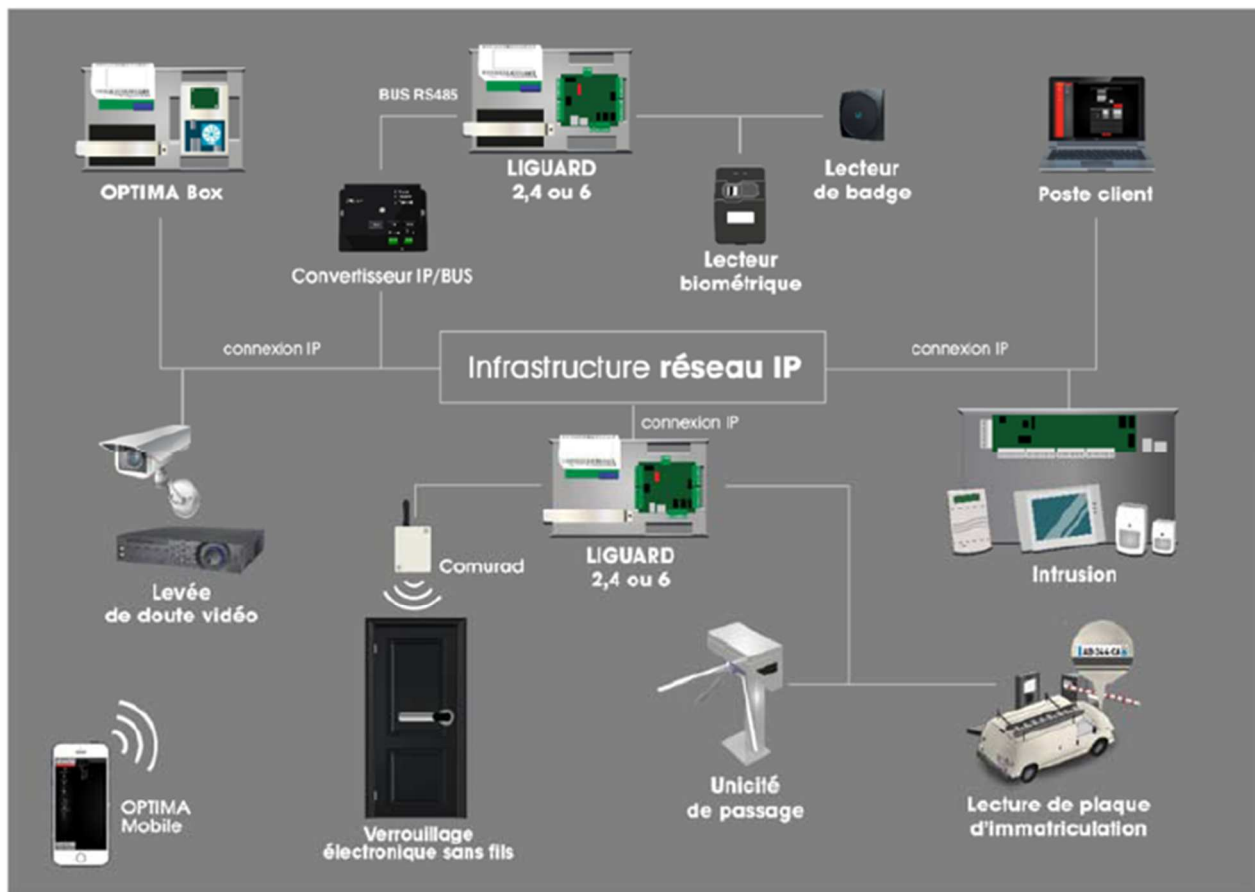 BUS RS485
OPTIMA Box
LIGUARD
2,4 ou 6
Lecteur
de badge
Poste client
Convertisseur IP/BUS
Lecteur
biométrique
connexion IP
Infrastructure réseau IP
connexion IP
connexion IP
Levée
de doute vidéo
Comurad
LIGUARD
2,4 ou 6
Intrusion
OPTIMA
Mobile
Verrouillage
électronique sans fils
Unicité
de passage
Lecture de plaque
d'immatriculation